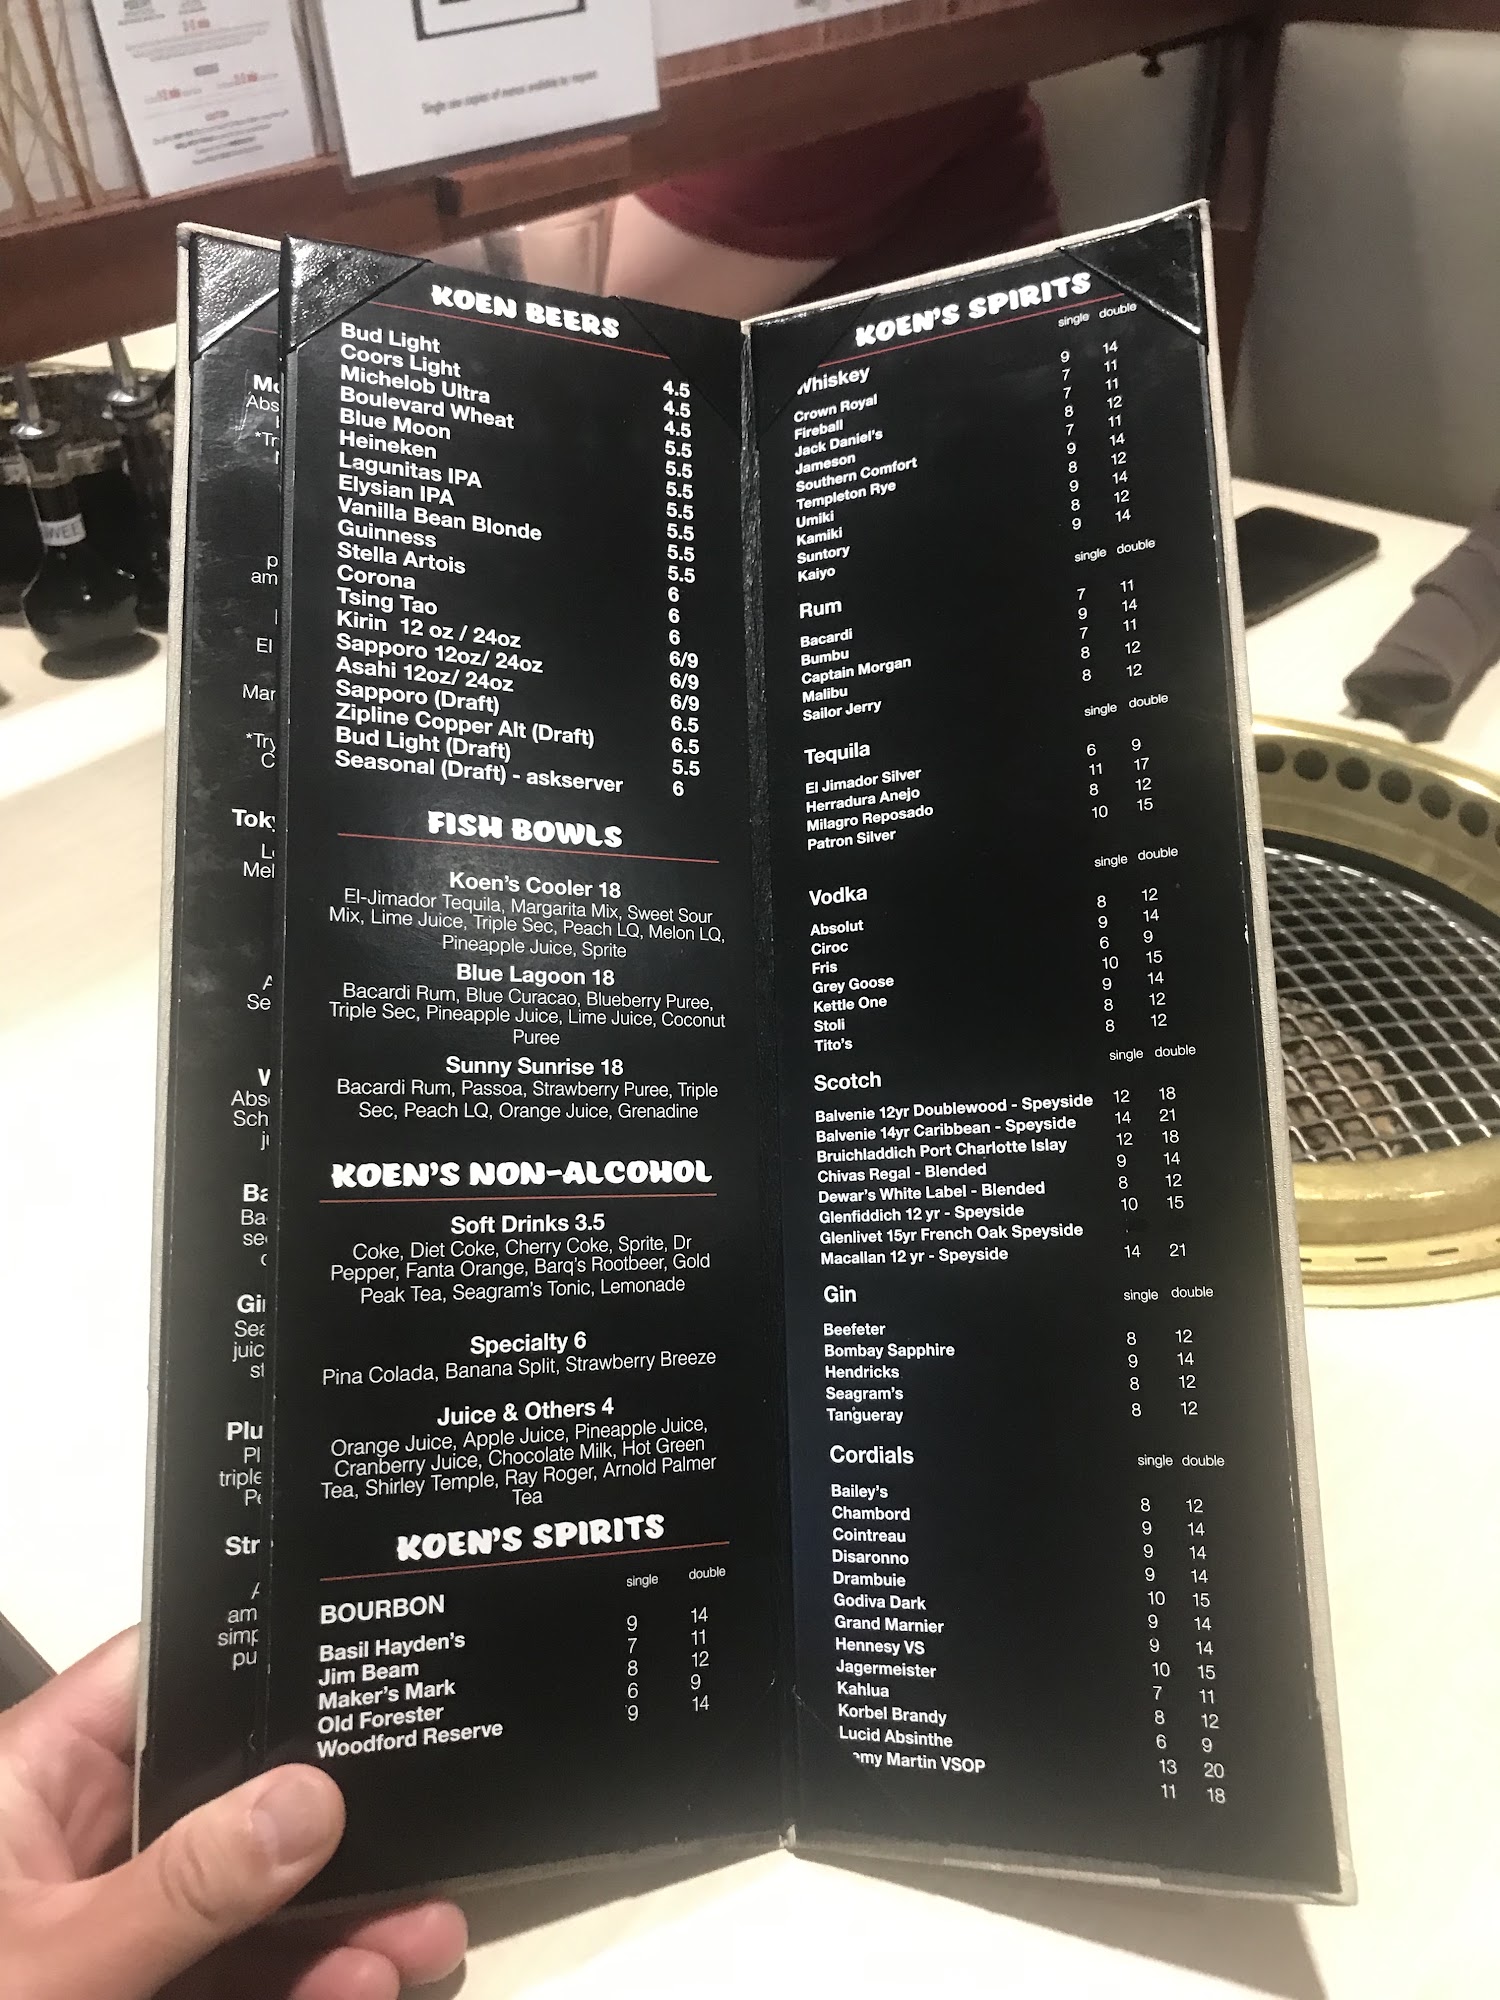 Single use copies of menus available by request
KOEN BEERS
Bud Light 4.5
Coors Light 4.5
Michelob Ultra 4.5
Boulevard Wheat 5.5
Blue Moon 5.5
Heineken 5.5
Lagunitas IPA 5.5
Elysian IPA 5.5
Vanilla Bean Blonde 5.5
Guinness 5.5
Stella Artois 6
Corona 6
Tsing Tao 6
Kirin 12 oz / 24oz 6/9
Sapporo 12oz/ 24oz 6/9
Asahi 12oz/ 24oz 6/9
Sapporo (Draft) 6.5
Zipline Copper Alt (Draft) 6.5
Bud Light (Draft) 5.5
Seasonal (Draft) - askserver 6
FISH BOWLS
Koen's Cooler 18
El-Jimador Tequila, Margarita Mix, Sweet Sour
Mix, Lime Juice, Triple Sec, Peach LQ, Melon LQ,
Pineapple Juice, Sprite
Blue Lagoon 18
Bacardi Rum, Blue Curacao, Blueberry Puree,
Triple Sec, Pineapple Juice, Lime Juice, Coconut
Puree
Sunny Sunrise 18
Bacardi Rum, Passoa, Strawberry Puree, Triple
Sec, Peach LQ, Orange Juice, Grenadine
KOEN'S NON-ALCOHOL
Soft Drinks 3.5
Coke, Diet Coke, Cherry Coke, Sprite, Dr
Pepper, Fanta Orange, Barq's Rootbeer, Gold
Peak Tea, Seagram's Tonic, Lemonade
Specialty 6
Pina Colada, Banana Split, Strawberry Breeze
Juice & Others 4
Orange Juice, Apple Juice, Pineapple Juice,
Cranberry Juice, Chocolate Milk, Hot Green
Tea, Shirley Temple, Ray Roger, Arnold Palmer
Tea
KOEN'S SPIRITS
single double
BOURBON
Basil Hayden's 9 14
Jim Beam 7 11
Maker's Mark 8 12
Old Forester 6 9
Woodford Reserve 9 14
KOEN'S SPIRITS
single double
Whiskey
Crown Royal 9 14
Fireball 7 11
Jack Daniel's 7 11
Jameson 8 12
Southern Comfort 7 11
Templeton Rye 9 14
Umiki 8 12
Kamiki 9 14
Suntory 8 12
Kaiyo 9 14
single double
Rum
Bacardi 7 11
Bumbu 9 14
Captain Morgan 7 11
Malibu 8 12
Sailor Jerry 8 12
single double
Tequila
El Jimador Silver 6 9
Herradura Anejo 11 17
Milagro Reposado 8 12
Patron Silver 10 15
single double
Vodka
Absolut 8 12
Ciroc 9 14
Fris 6 9
Grey Goose 10 15
Kettle One 9 14
Stoli 8 12
Tito's 8 12
single double
Scotch
Balvenie 12yr Doublewood - Speyside 12 18
Balvenie 14yr Caribbean - Speyside 14 21
Bruichladdich Port Charlotte Islay 12 18
Chivas Regal - Blended 9 14
Dewar's White Label - Blended 8 12
Glenfiddich 12 yr - Speyside 10 15
Glenlivet 15yr French Oak Speyside
Macallan 12 yr - Speyside 14 21
Gin
single double
Beefeter
Bombay Sapphire 8 12
Hendricks 9 14
Seagram's 8 12
Tanqueray 8 12
Cordials
single double
Bailey's 8 12
Chambord 9 14
Cointreau 9 14
Disaronno 9 14
Drambuie 10 15
Godiva Dark 9 14
Grand Marnier 9 14
Hennesy VS 10 15
Jagermeister 7 11
Kahlua 8 12
Korbel Brandy 6 9
Lucid Absinthe 13 20
emy Martin VSOP 11 18